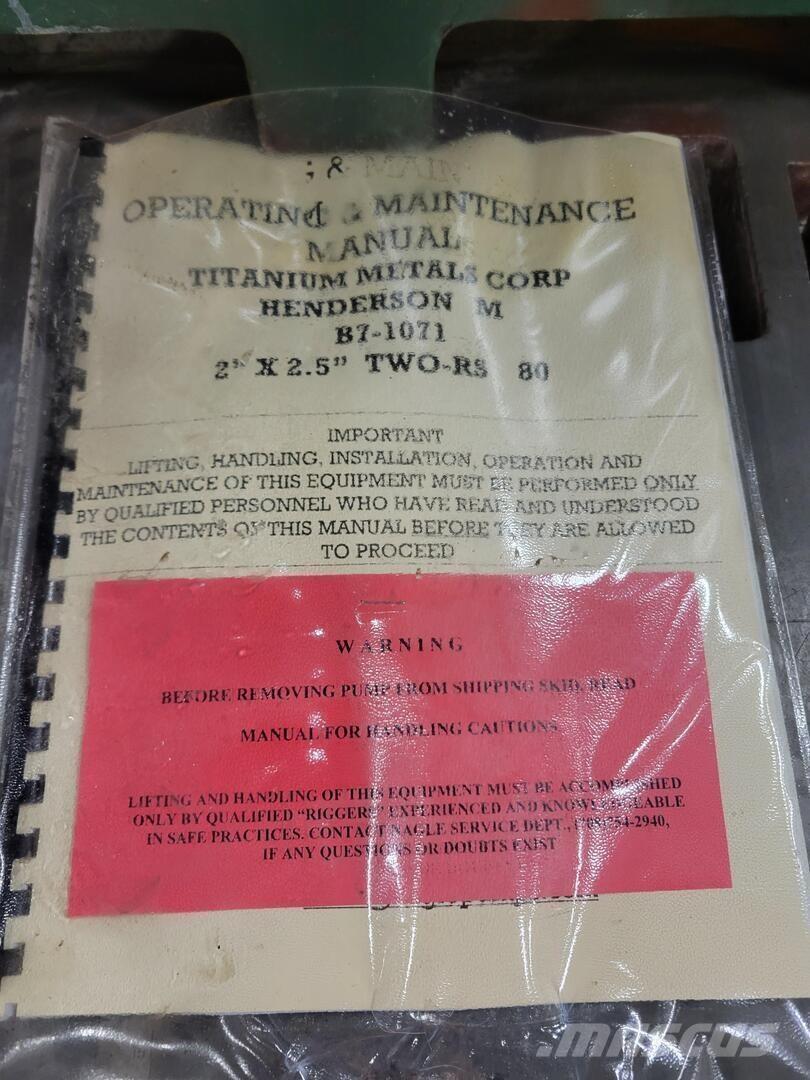 ; & MAIN
OPERATING & MAINTENANCE
MANUAL
TITANIUM METALS CORP
HENDERSON M
B7-1071
2" X 2.5" TWO-RS 80
IMPORTANT
LIFTING, HANDLING, INSTALLATION, OPERATION AND
MAINTENANCE OF THIS EQUIPMENT MUST BE PERFORMED ONLY
BY QUALIFIED PERSONNEL WHO HAVE READ AND UNDERSTOOD
THE CONTENTS OF THIS MANUAL BEFORE THEY ARE ALLOWED
TO PROCEED
WARNING
BEFORE REMOVING PUMP FROM SHIPPING SKID, READ
MANUAL FOR HANDLING CAUTIONS.
LIFTING AND HANDLING OF THIS EQUIPMENT MUST BE ACCOMPLISHED
ONLY BY QUALIFIED "RIGGERS" EXPERIENCED AND KNOWLEDGEABLE
IN SAFE PRACTICES. CONTACT NAGLE SERVICE DEPT.,
IF ANY QUESTIONS OR DOUBTS EXIST
mascus